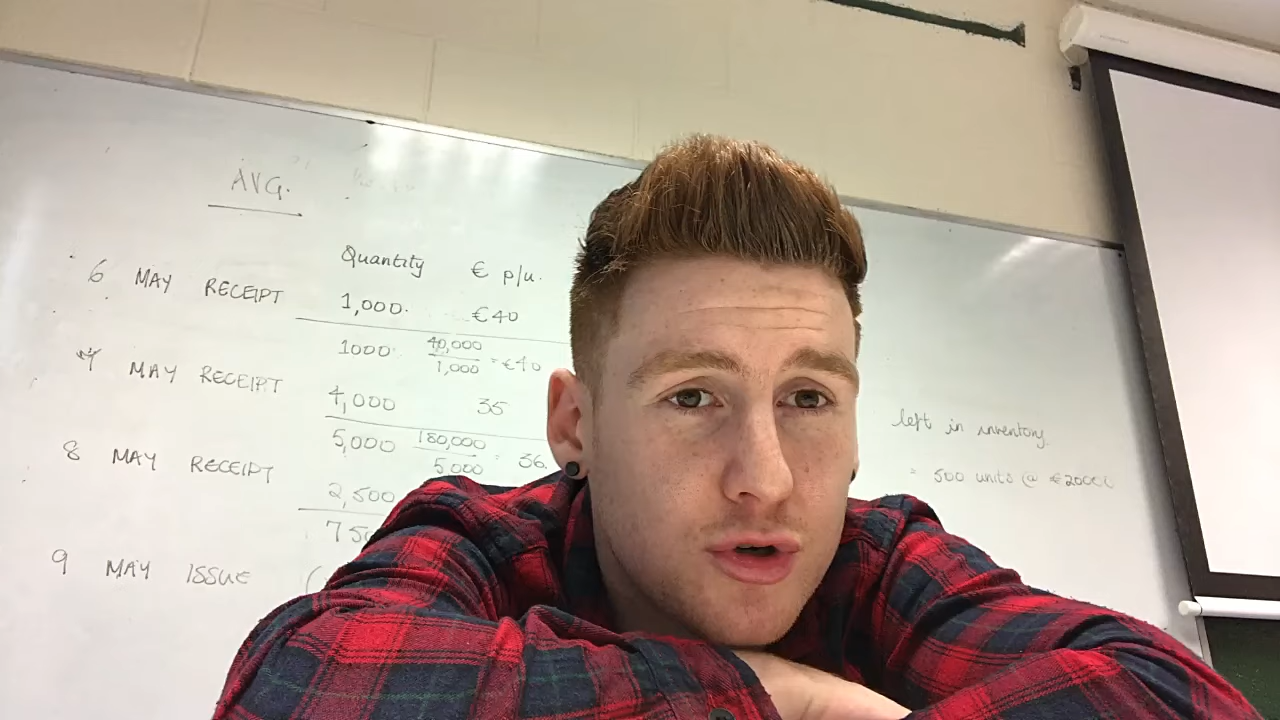 AVG.
Quantity € p/u.
6 MAY RECEIPT 1,000. €40
1000 40,000
1,000 = €40
7 MAY RECEIPT 4,000 35
5,000 180,000
5,000 = 36.
8 MAY RECEIPT 2,500
9 MAY ISSUE (
left in inventory
= 500 units @